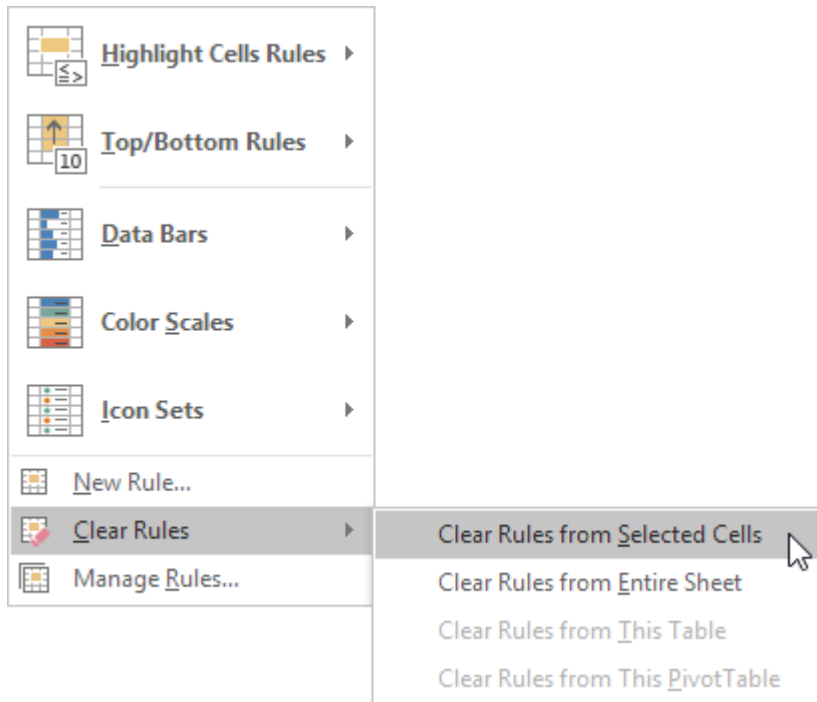 Highlight Cells Rules
≤
≥
Top/Bottom Rules
10
Data Bars
Color Scales
Icon Sets
New Rule...
Clear Rules
Clear Rules from Selected Cells
Manage Rules...
Clear Rules from Entire Sheet
Clear Rules from This Table
Clear Rules from This PivotTable